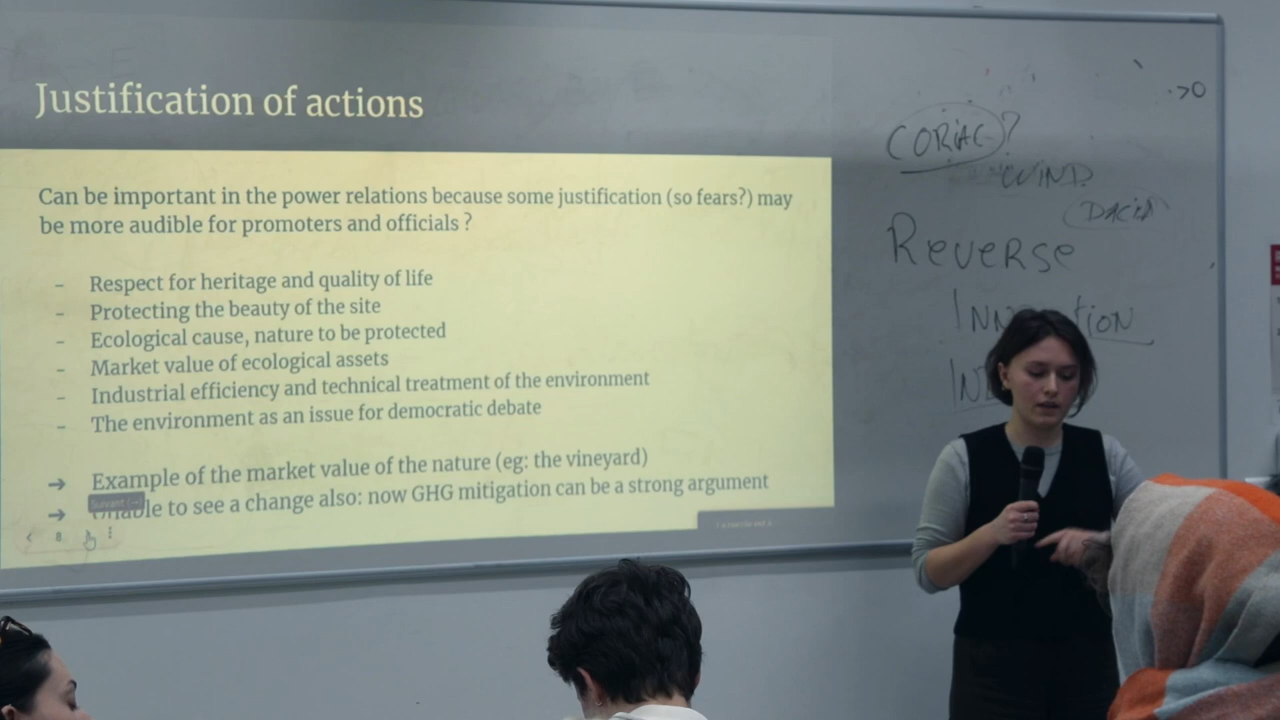 Justification of actions
Can be important in the power relations because some justification (so fears?) may
be more audible for promoters and officials ?
- Respect for heritage and quality of life
- Protecting the beauty of the site
- Ecological cause, nature to be protected
- Market value of ecological assets
- Industrial efficiency and technical treatment of the environment
- The environment as an issue for democratic debate
➔ Example of the market value of the nature (eg: the vineyard)
➔ to see a change also: now GHG mitigation can be a strong argument
Suivant
8
>0
CORIAC?
WIND
DACIA
Reverse